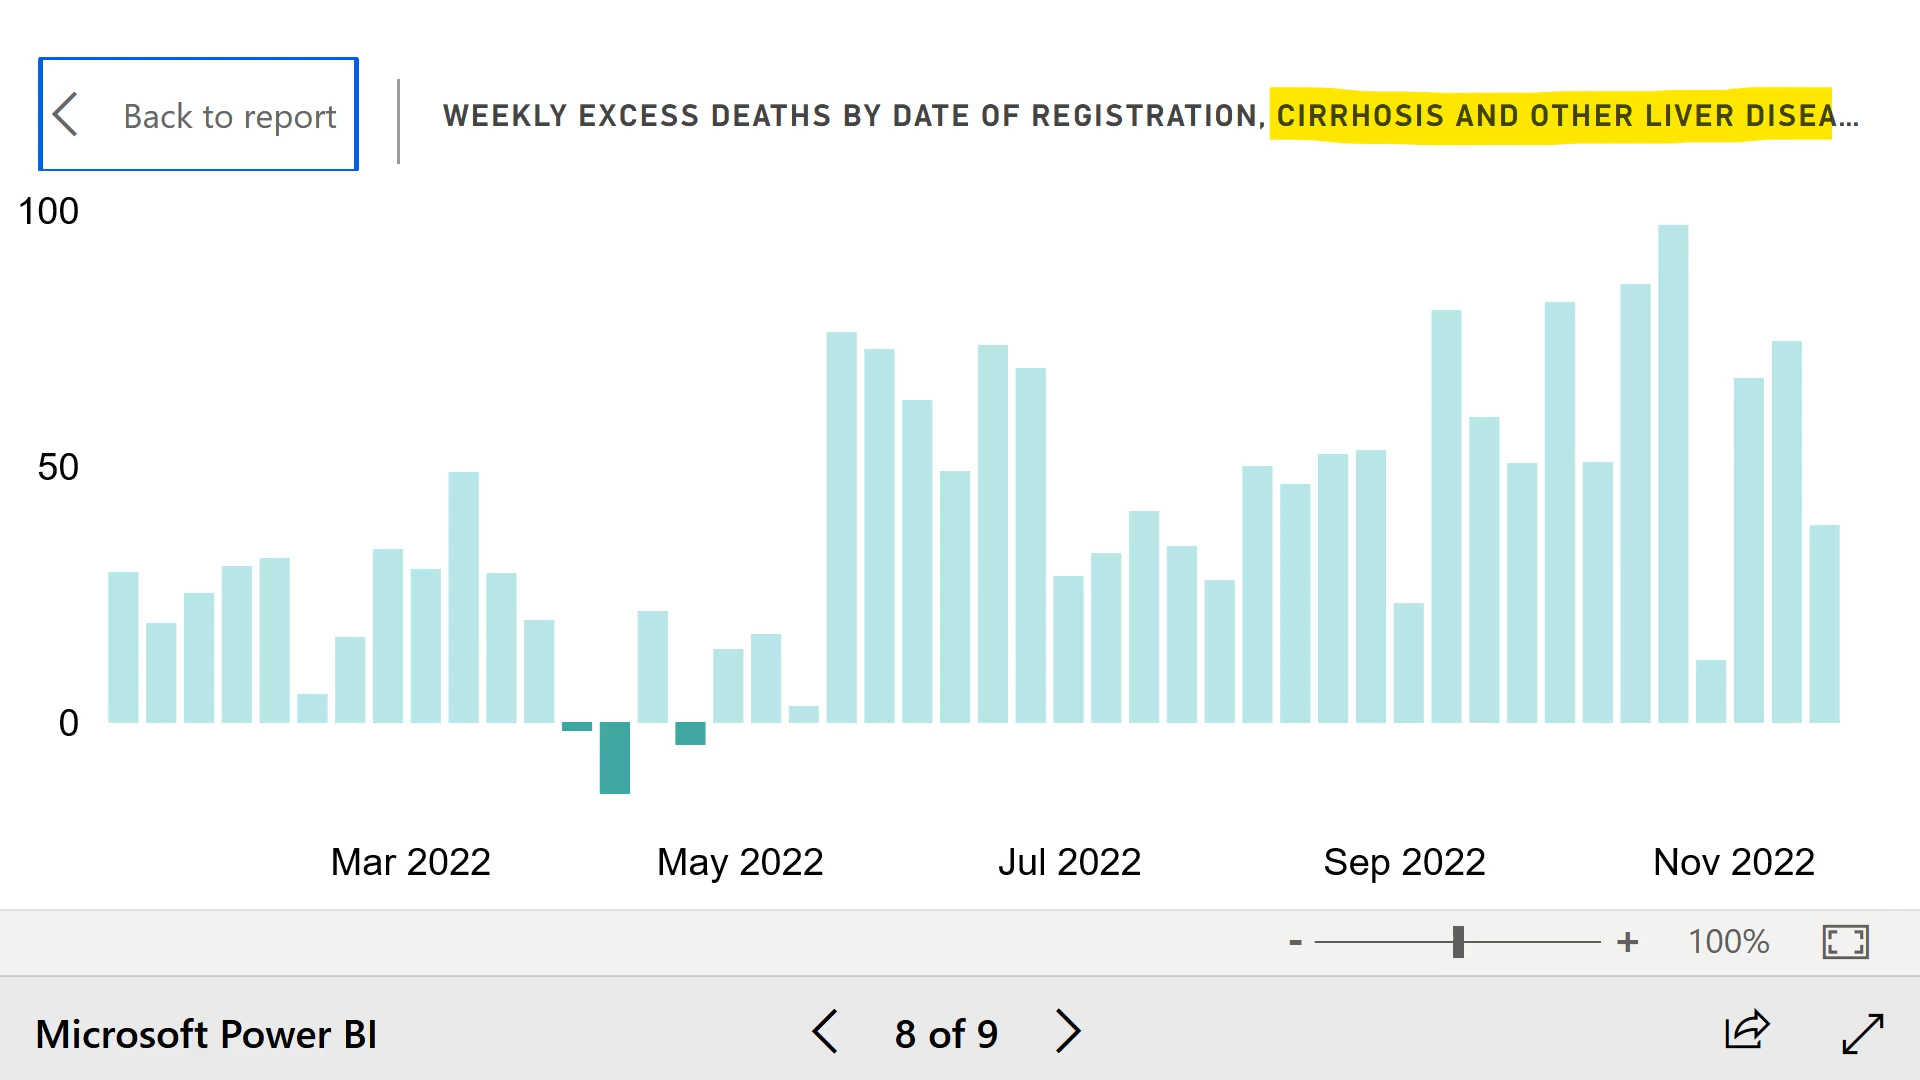 Back to report
WEEKLY EXCESS DEATHS BY DATE OF REGISTRATION, CIRRHOSIS AND OTHER LIVER DISEA...
100
50
0
Mar 2022 May 2022 Jul 2022 Sep 2022 Nov 2022
- + 100%
Microsoft Power BI 8 of 9